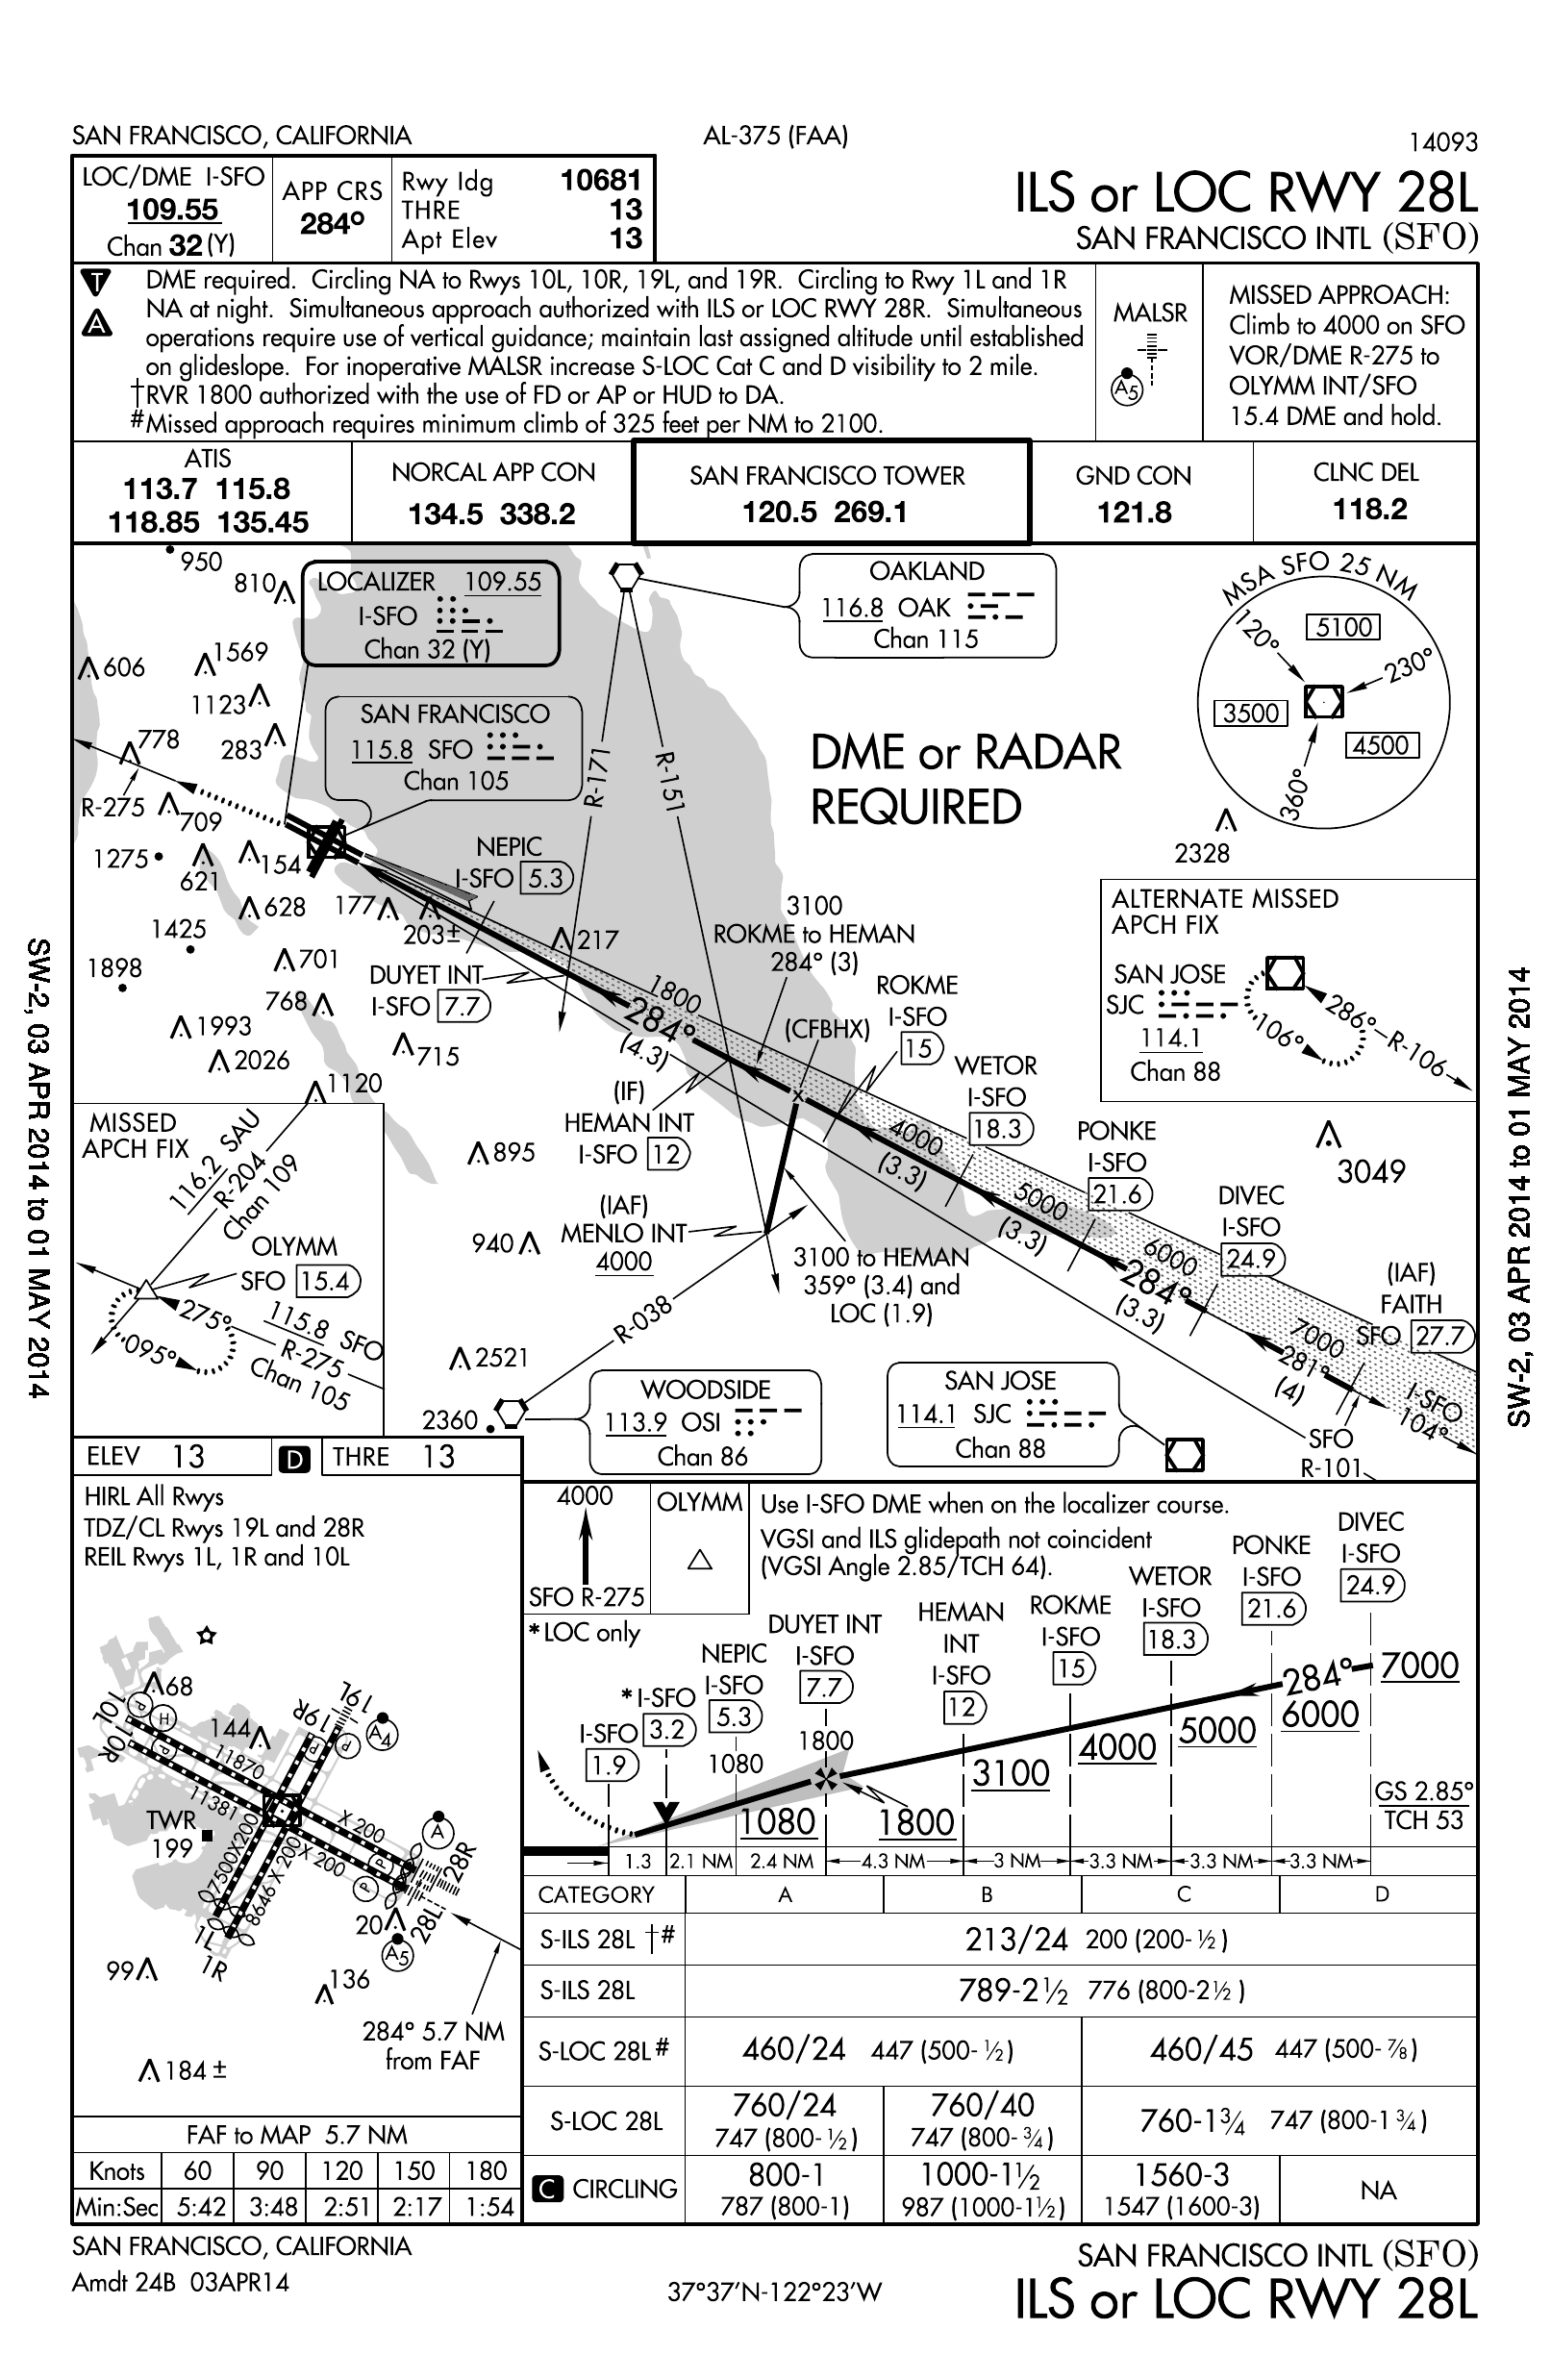 SAN FRANCISCO, CALIFORNIA
AL-375 (FAA)
14093
LOC/DME I-SFO
109.55
Chan 32 (Y)
APP CRS
284°
Rwy ldg 10681
THRE 13
Apt Elev 13
ILS or LOC RWY 28L
SAN FRANCISCO INTL (SFO)
T
A
DME required. Circling NA to Rwys 10L, 10R, 19L, and 19R. Circling to Rwy 1L and 1R
NA at night. Simultaneous approach authorized with ILS or LOC RWY 28R. Simultaneous
operations require use of vertical guidance; maintain last assigned altitude until established
on glideslope. For inoperative MALSR increase S-LOC Cat C and D visibility to 2 mile.
†RVR 1800 authorized with the use of FD or AP or HUD to DA.
#Missed approach requires minimum climb of 325 feet per NM to 2100.
MALSR
A5
MISSED APPROACH:
Climb to 4000 on SFO
VOR/DME R-275 to
OLYMM INT/SFO
15.4 DME and hold.
ATIS
113.7 115.8
118.85 135.45
NORCAL APP CON
134.5 338.2
SAN FRANCISCO TOWER
120.5 269.1
GND CON
121.8
CLNC DEL
118.2
950
810
LOCALIZER 109.55
I-SFO
Chan 32 (Y)
OAKLAND
116.8 OAK
Chan 115
MSA SFO 25 NM
120°
5100
230°
3500
4500
360°
606
1569
1123
283
778
R-275
709
1275
621
154
SAN FRANCISCO
115.8 SFO
Chan 105
R-171
R-151
DME or RADAR
REQUIRED
2328
NEPIC
I-SFO 5.3
628
177
203±
217
1425
1898
701
768
1993
2026
715
1120
DUYET INT
I-SFO 7.7
1800
284°
(4.3)
3100
ROKME to HEMAN
284° (3)
(CFBHX)
ROKME
I-SFO
15
WETOR
I-SFO
18.3
PONKE
I-SFO
21.6
DIVEC
I-SFO
24.9
(IAF)
FAITH
SFO 27.7
ALTERNATE MISSED
APCH FIX
SAN JOSE
SJC
114.1
Chan 88
106°
286°
R-106
3049
(IF)
HEMAN INT
I-SFO 12
895
(IAF)
MENLO INT
4000
940
4000
(3.3)
5000
(3.3)
6000
284°
(3.3)
7000
281°
(4)
I-SFO
104°
SFO
R-101
3100 to HEMAN
359° (3.4) and
LOC (1.9)
R-038
2521
2360
WOODSIDE
113.9 OSI
Chan 86
SAN JOSE
114.1 SJC
Chan 88
MISSED
APCH FIX
116.2 SAU
R-204
Chan 109
OLYMM
SFO 15.4
275°
095°
115.8 SFO
R-275
Chan 105
SW-2, 03 APR 2014 to 01 MAY 2014
SW-2, 03 APR 2014 to 01 MAY 2014
ELEV 13
D
THRE 13
HIRL All Rwys
TDZ/CL Rwys 19L and 28R
REIL Rwys 1L, 1R and 10L
68
P
H
P
10L
10R
144
19R
19L
A4
P
P
11870
X 200
11381
X 200
TWR
199
7500X200
8646 X 200
A
P
P
28R
28L
20
A5
1L
1R
99
136
184±
284° 5.7 NM
from FAF
FAF to MAP 5.7 NM
Knots 60 90 120 150 180
Min:Sec 5:42 3:48 2:51 2:17 1:54
4000
SFO R-275
OLYMM
Use I-SFO DME when on the localizer course.
VGSI and ILS glidepath not coincident
(VGSI Angle 2.85/TCH 64).
*LOC only
I-SFO
1.9
*I-SFO
3.2
NEPIC
I-SFO
5.3
1080
DUYET INT
I-SFO
7.7
1800
HEMAN
INT
I-SFO
12
ROKME
I-SFO
15
WETOR
I-SFO
18.3
PONKE
I-SFO
21.6
DIVEC
I-SFO
24.9
284°
7000
6000
5000
4000
3100
1800
1080
GS 2.85°
TCH 53
1.3 2.1 NM 2.4 NM 4.3 NM 3 NM 3.3 NM 3.3 NM 3.3 NM
CATEGORY A B C D
S-ILS 28L †# 213/24 200 (200-½)
S-ILS 28L 789-2½ 776 (800-2½)
S-LOC 28L# 460/24 447 (500-½) 460/45 447 (500-⅞)
S-LOC 28L 760/24 747 (800-½) 760/40 747 (800-¾) 760-1¾ 747 (800-1¾)
C CIRCLING 800-1 787 (800-1) 1000-1½ 987 (1000-1½) 1560-3 1547 (1600-3) NA
SAN FRANCISCO, CALIFORNIA
Amdt 24B 03APR14
37°37'N-122°23'W
SAN FRANCISCO INTL (SFO)
ILS or LOC RWY 28L